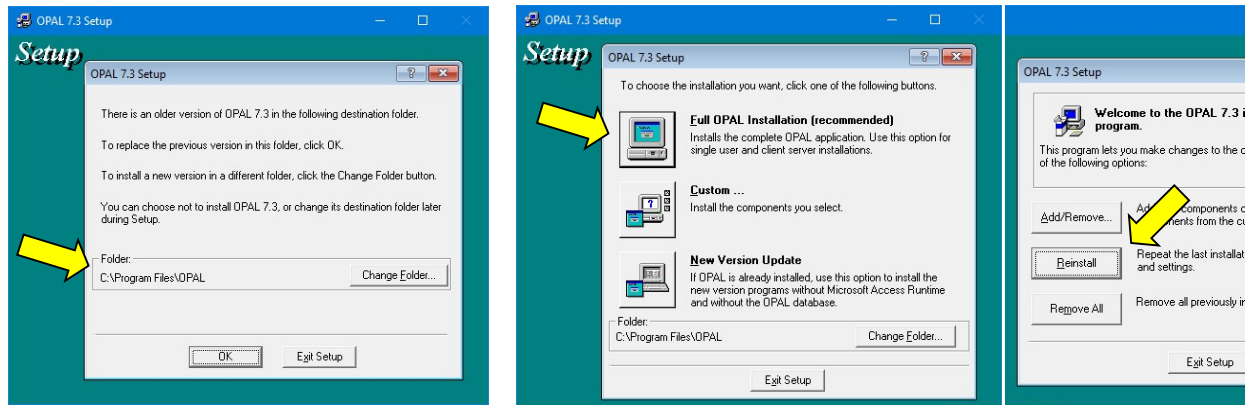 OPAL 7.3 Setup
Setup
OPAL 7.3 Setup
There is an older version of OPAL 7.3 in the following destination folder.
To replace the previous version in this folder, click OK.
To install a new version in a different folder, click the Change Folder button.
You can choose not to install OPAL 7.3, or change its destination folder later
during Setup.
Folder:
C:\Program Files\OPAL
Change Folder...
OK
Exit Setup
OPAL 7.3 Setup
Setup
OPAL 7.3 Setup
To choose the installation you want, click one of the following buttons.
Full OPAL Installation (recommended)
Installs the complete OPAL application. Use this option for
single user and client server installations.
Custom ...
Install the components you select.
New Version Update
If OPAL is already installed, use this option to install the
new version programs without Microsoft Access Runtime
and without the OPAL database.
Folder:
C:\Program Files\OPAL
Change Folder...
Exit Setup
OPAL 7.3 Setup
Welcome to the OPAL 7.3
program.
This program lets you make changes to the
of the following options:
Add/Remove...
components
from the
Reinstall
Repeat the last
and settings.
Remove All
Remove all previously
Exit Setup